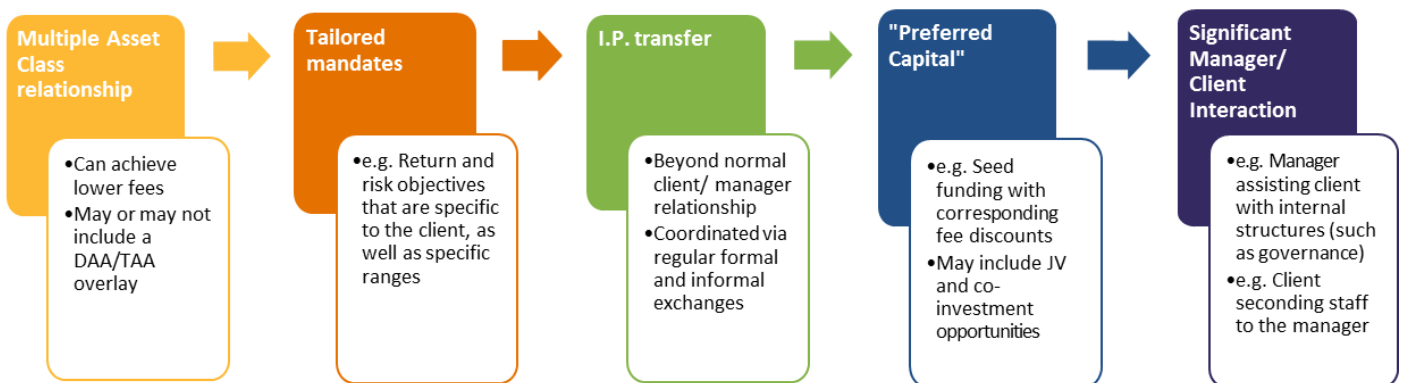 Multiple Asset
Class
relationship
•Can achieve
lower fees
•May or may not
include a
DAA/TAA
overlay
Tailored
mandates
•e.g. Return and
risk objectives
that are specific
to the client, as
well as specific
ranges
I.P. transfer
•Beyond normal
client/ manager
relationship
•Coordinated via
regular formal
and informal
exchanges
"Preferred
Capital"
•e.g. Seed
funding with
corresponding
fee discounts
•May include JV
and co-
investment
opportunities
Significant
Manager/
Client
Interaction
•e.g. Manager
assisting client
with internal
structures (such
as governance)
•e.g. Client
seconding staff
to the manager